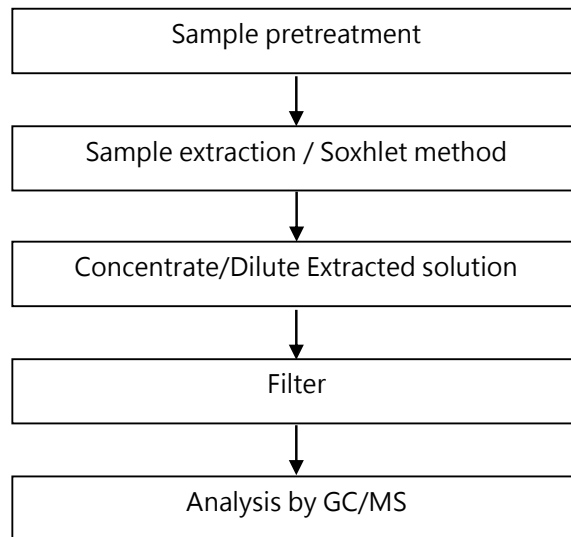 Sample pretreatment
Sample extraction / Soxhlet method
Concentrate/Dilute Extracted solution
Filter
Analysis by GC/MS